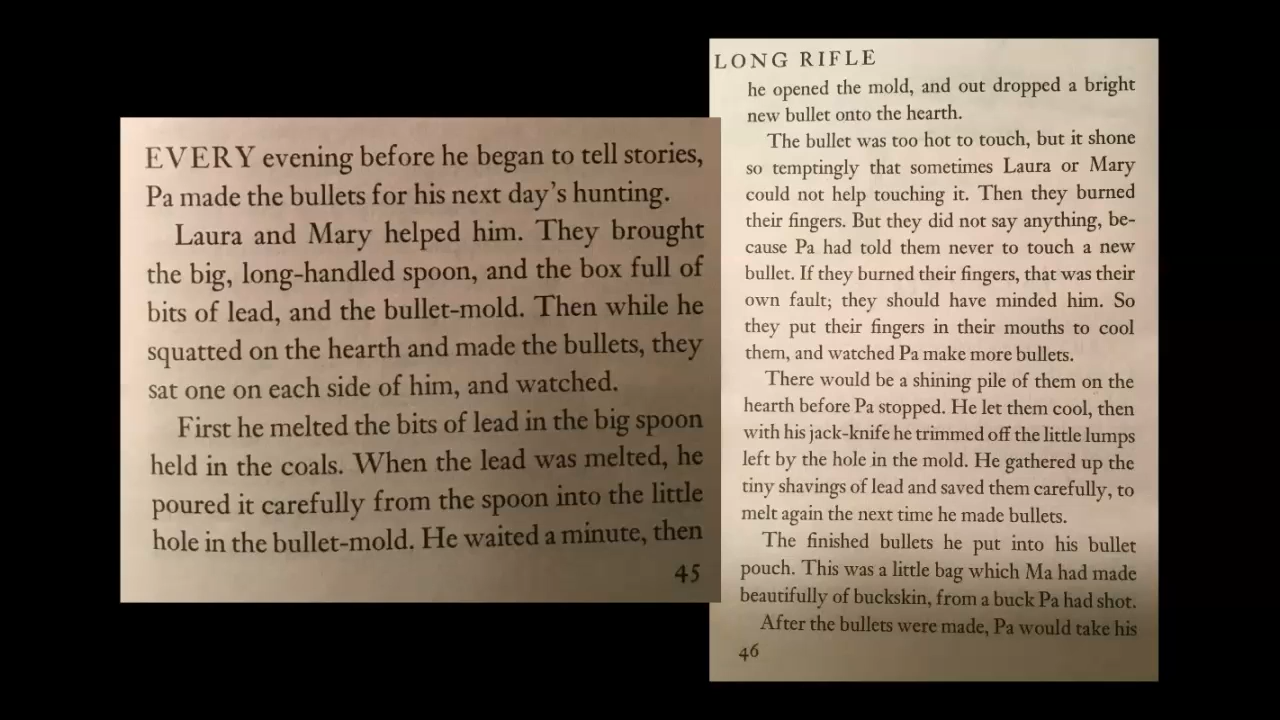 EVERY evening before he began to tell stories,
Pa made the bullets for his next day's hunting.
Laura and Mary helped him. They brought
the big, long-handled spoon, and the box full of
bits of lead, and the bullet-mold. Then while he
squatted on the hearth and made the bullets, they
sat one on each side of him, and watched.
First he melted the bits of lead in the big spoon
held in the coals. When the lead was melted, he
poured it carefully from the spoon into the little
hole in the bullet-mold. He waited a minute, then
45
LONG RIFLE
he opened the mold, and out dropped a bright
new bullet onto the hearth.
The bullet was too hot to touch, but it shone
so temptingly that sometimes Laura or Mary
could not help touching it. Then they burned
their fingers. But they did not say anything, be-
cause Pa had told them never to touch a new
bullet. If they burned their fingers, that was their
own fault; they should have minded him. So
they put their fingers in their mouths to cool
them, and watched Pa make more bullets.
There would be a shining pile of them on the
hearth before Pa stopped. He let them cool, then
with his jack-knife he trimmed off the little lumps
left by the hole in the mold. He gathered up the
tiny shavings of lead and saved them carefully, to
melt again the next time he made bullets.
The finished bullets he put into his bullet
pouch. This was a little bag which Ma had made
beautifully of buckskin, from a buck Pa had shot.
After the bullets were made, Pa would take his
46